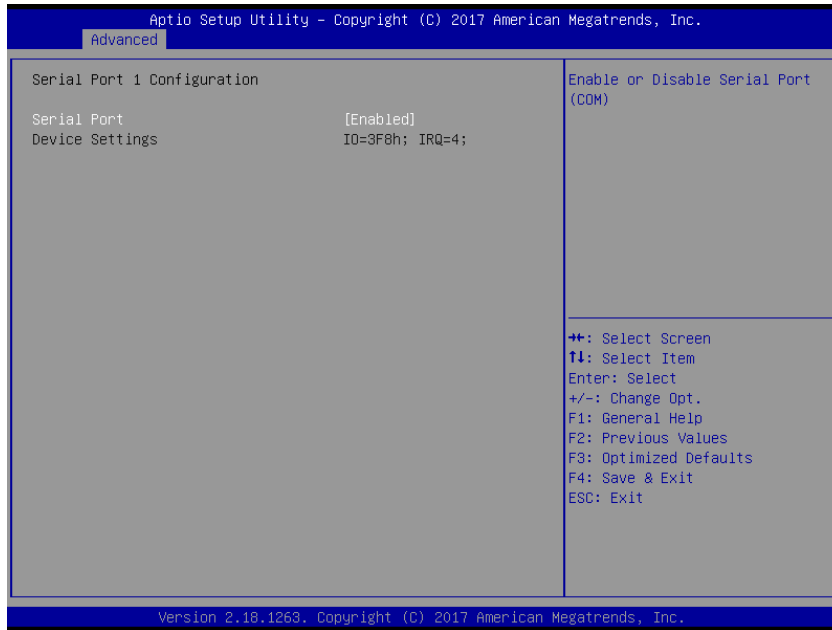 Aptio Setup Utility – Copyright (C) 2017 American Megatrends, Inc.
Advanced
Serial Port 1 Configuration
Serial Port [Enabled]
Device Settings IO=3F8h; IRQ=4;
Enable or Disable Serial Port
(COM)
→←: Select Screen
↑↓: Select Item
Enter: Select
+/-: Change Opt.
F1: General Help
F2: Previous Values
F3: Optimized Defaults
F4: Save & Exit
ESC: Exit
Version 2.18.1263. Copyright (C) 2017 American Megatrends, Inc.